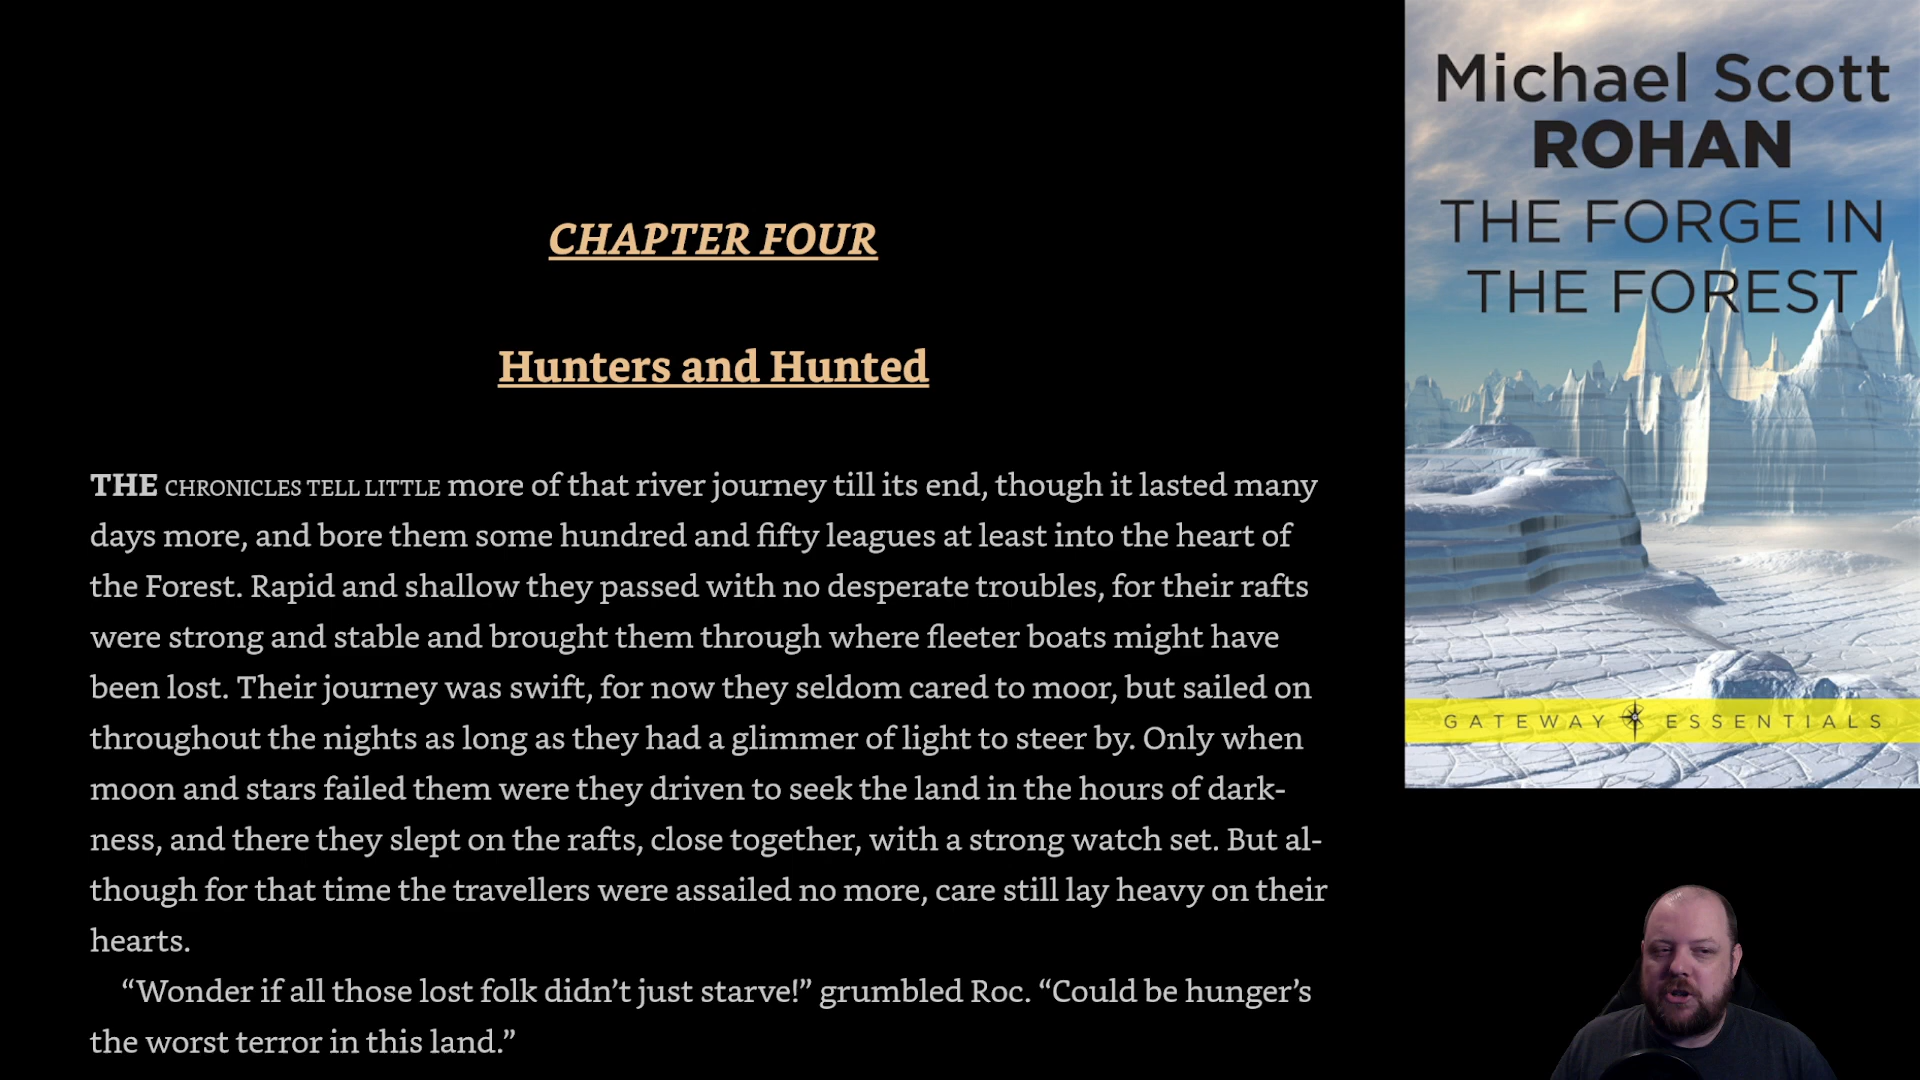 CHAPTER FOUR
Hunters and Hunted
THE CHRONICLES TELL LITTLE more of that river journey till its end, though it lasted many
days more, and bore them some hundred and fifty leagues at least into the heart of
the Forest. Rapid and shallow they passed with no desperate troubles, for their rafts
were strong and stable and brought them through where fleeter boats might have
been lost. Their journey was swift, for now they seldom cared to moor, but sailed on
throughout the nights as long as they had a glimmer of light to steer by. Only when
moon and stars failed them were they driven to seek the land in the hours of dark-
ness, and there they slept on the rafts, close together, with a strong watch set. But al-
though for that time the travellers were assailed no more, care still lay heavy on their
hearts.
“Wonder if all those lost folk didn’t just starve!” grumbled Roc. “Could be hunger’s
the worst terror in this land.”
Michael Scott
ROHAN
THE FORGE IN
THE FOREST
GATEWAY ESSENTIALS